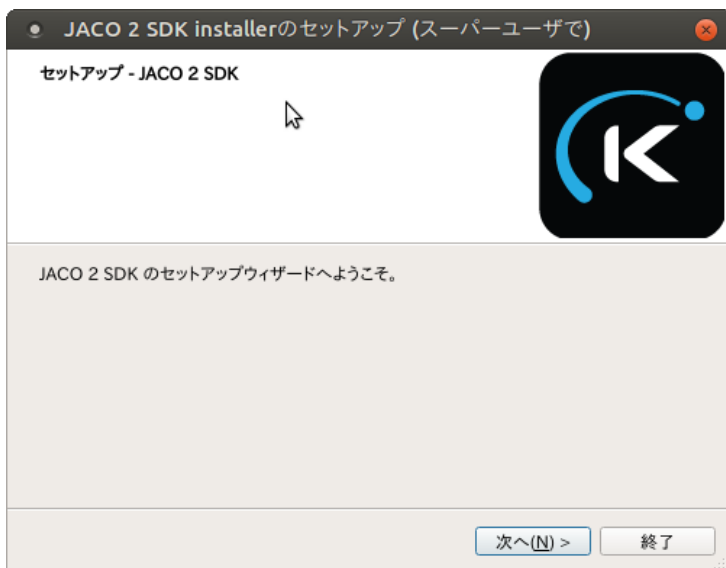 JACO 2 SDK installerのセットアップ (スーパーユーザで)
セットアップ - JACO 2 SDK
JACO 2 SDK のセットアップウィザードへようこそ。
次へ(N) >
終了